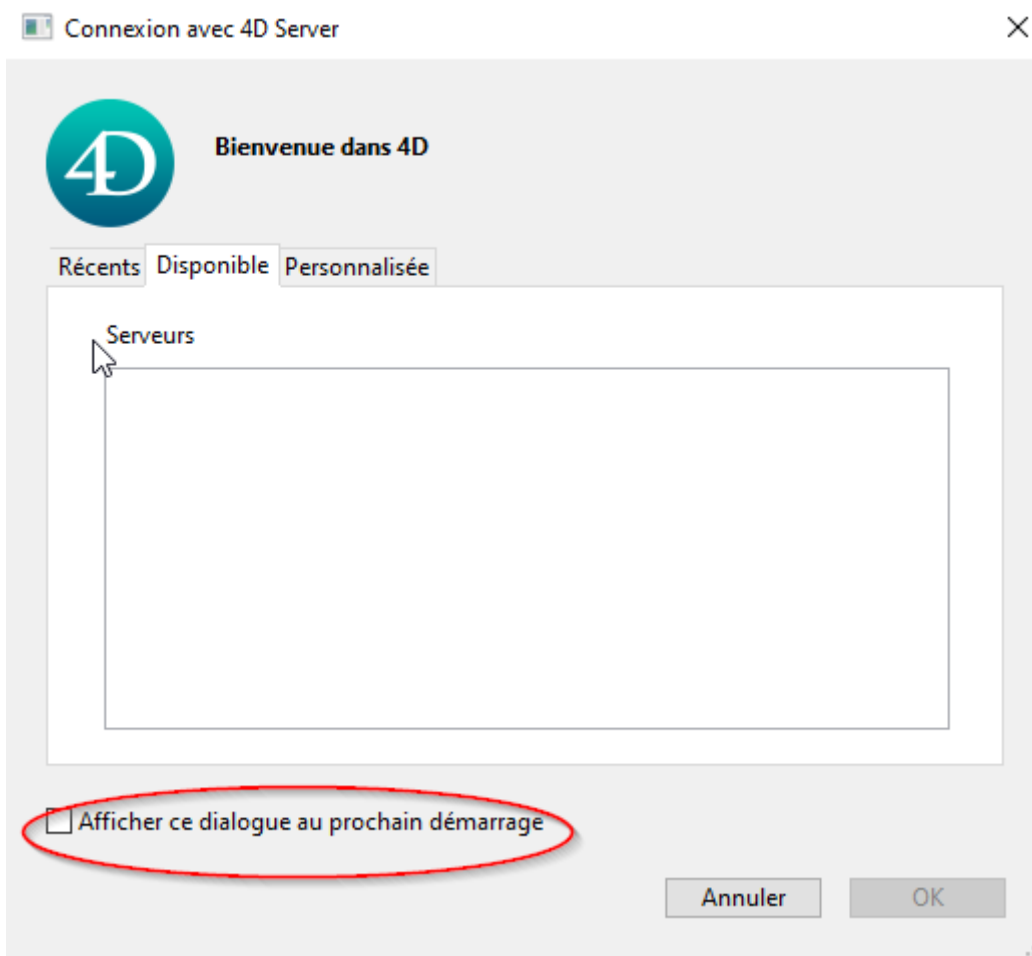 Connexion avec 4D Server
4D
Bienvenue dans 4D
Récents Disponible Personnalisée
Serveurs
Afficher ce dialogue au prochain démarrage
Annuler OK